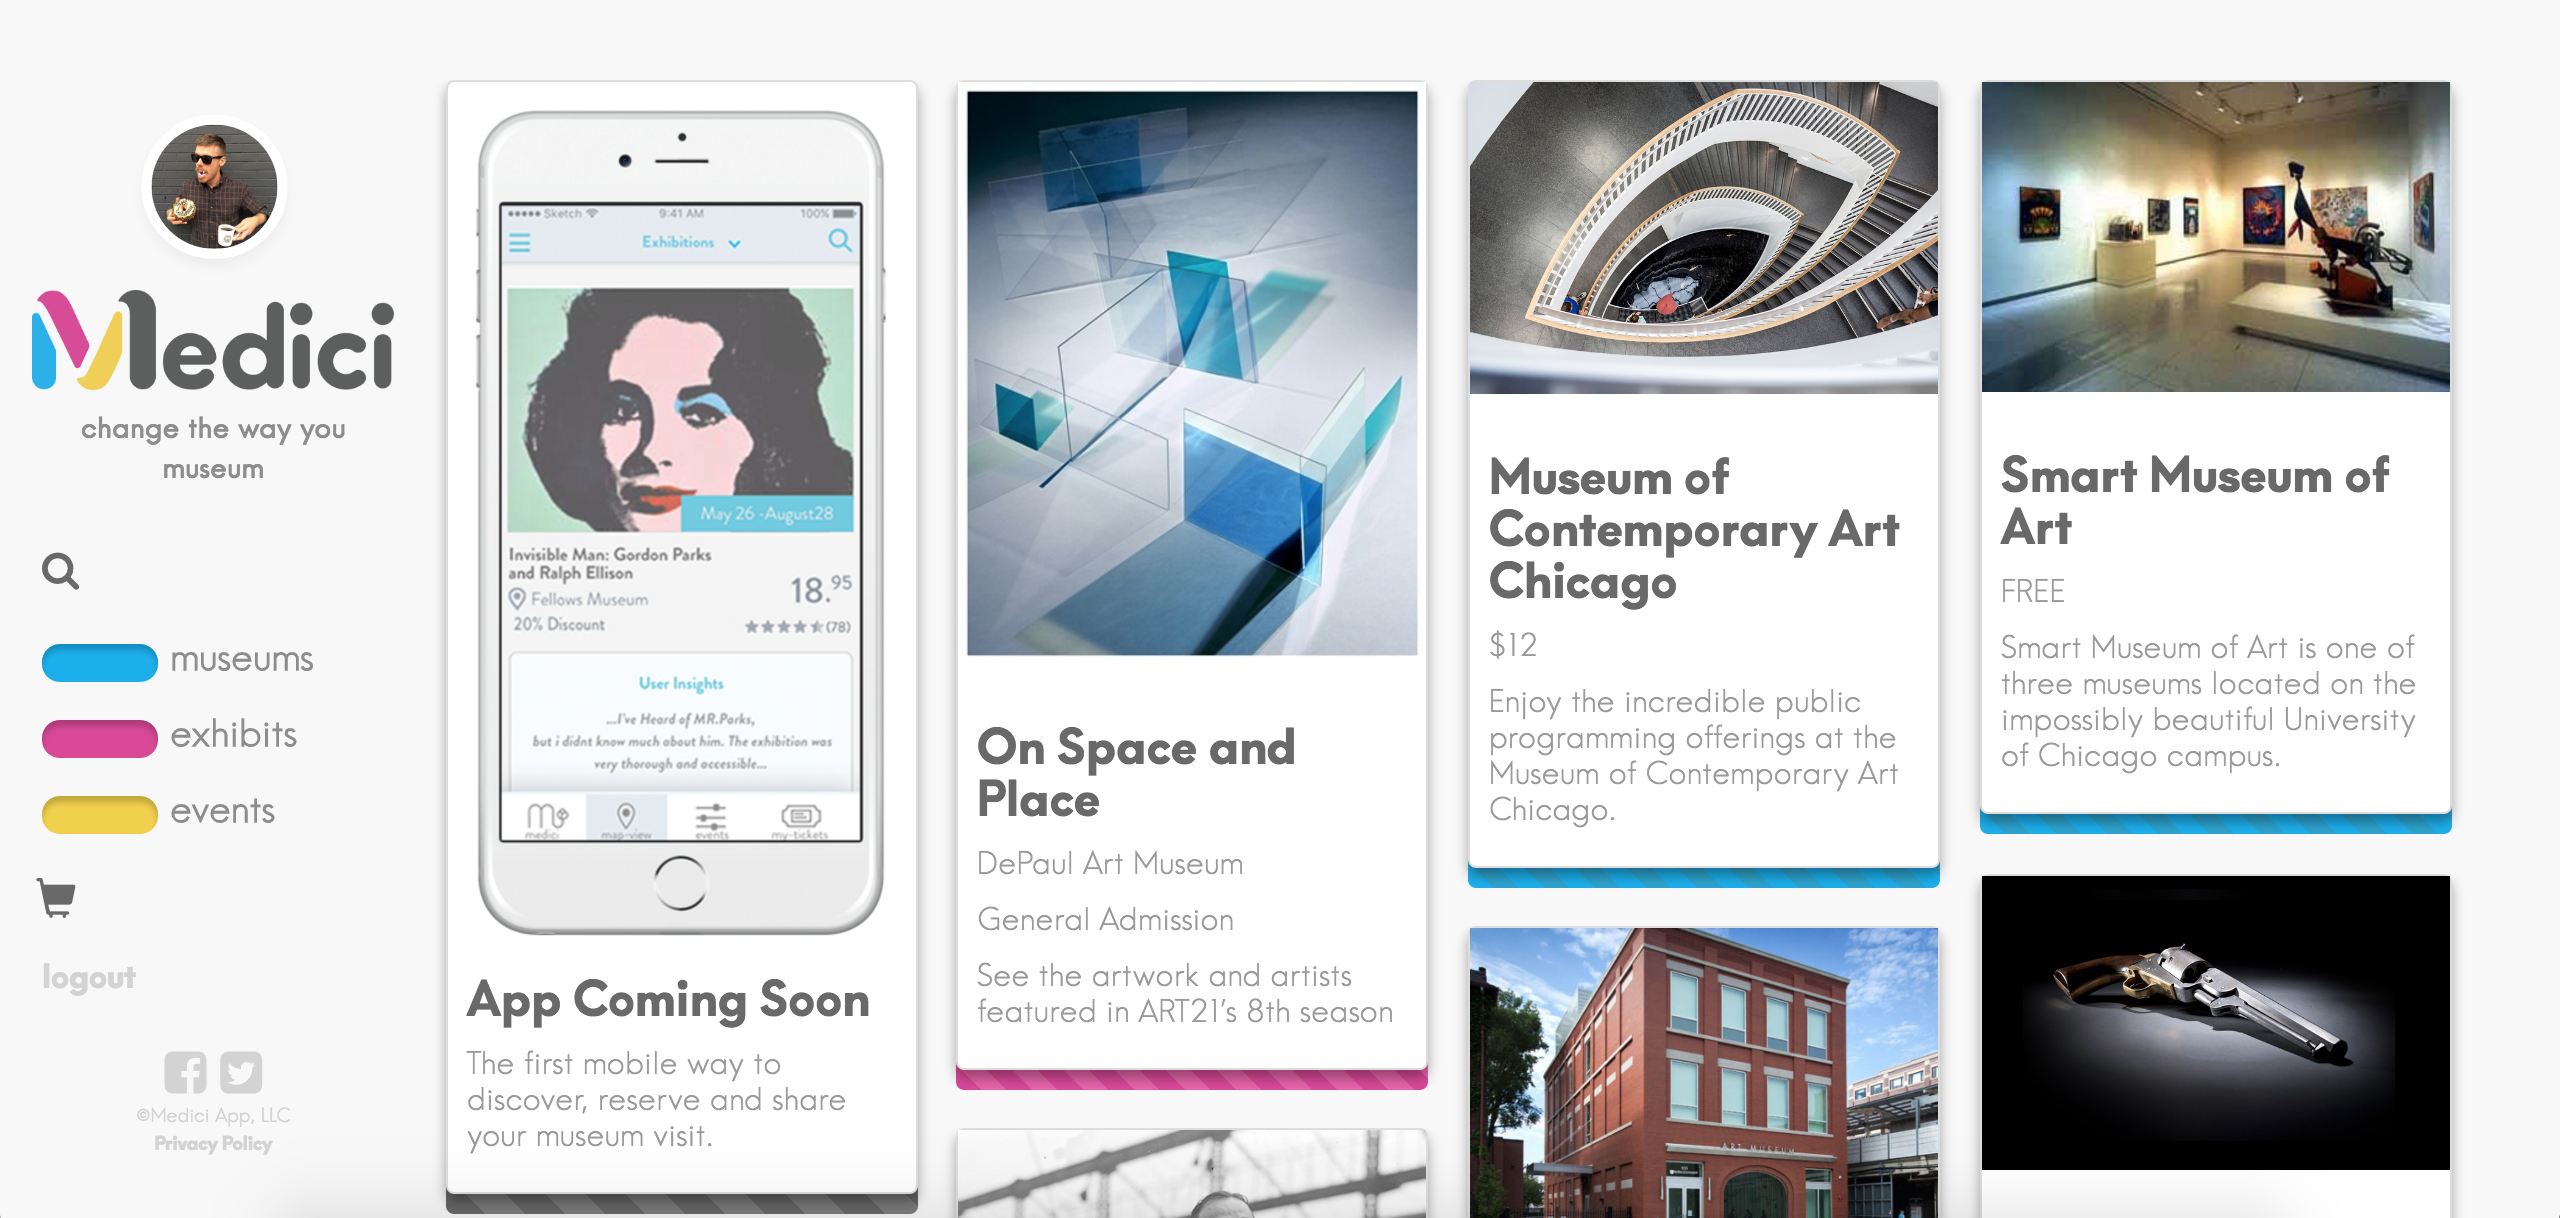 Medici
change the way you
museum
museums
exhibits
events
logout
©Medici App, LLC
Privacy Policy
Sketch
9:41 AM
100%
Exhibitions
May 26 -August28
Invisible Man: Gordon Parks
and Ralph Ellison
18.95
Fellows Museum
20% Discount
(78)
User Insights
...I've Heard of MR.Parks,
but i didnt know much about him. The exhibition was
very thorough and accessible...
medici
map-view
events
my-tickets
App Coming Soon
The first mobile way to
discover, reserve and share
your museum visit.
On Space and
Place
DePaul Art Museum
General Admission
See the artwork and artists
featured in ART21's 8th season
Museum of
Contemporary Art
Chicago
$12
Enjoy the incredible public
programming offerings at the
Museum of Contemporary Art
Chicago.
ART MUSEUM
Smart Museum of
Art
FREE
Smart Museum of Art is one of
three museums located on the
impossibly beautiful University
of Chicago campus.